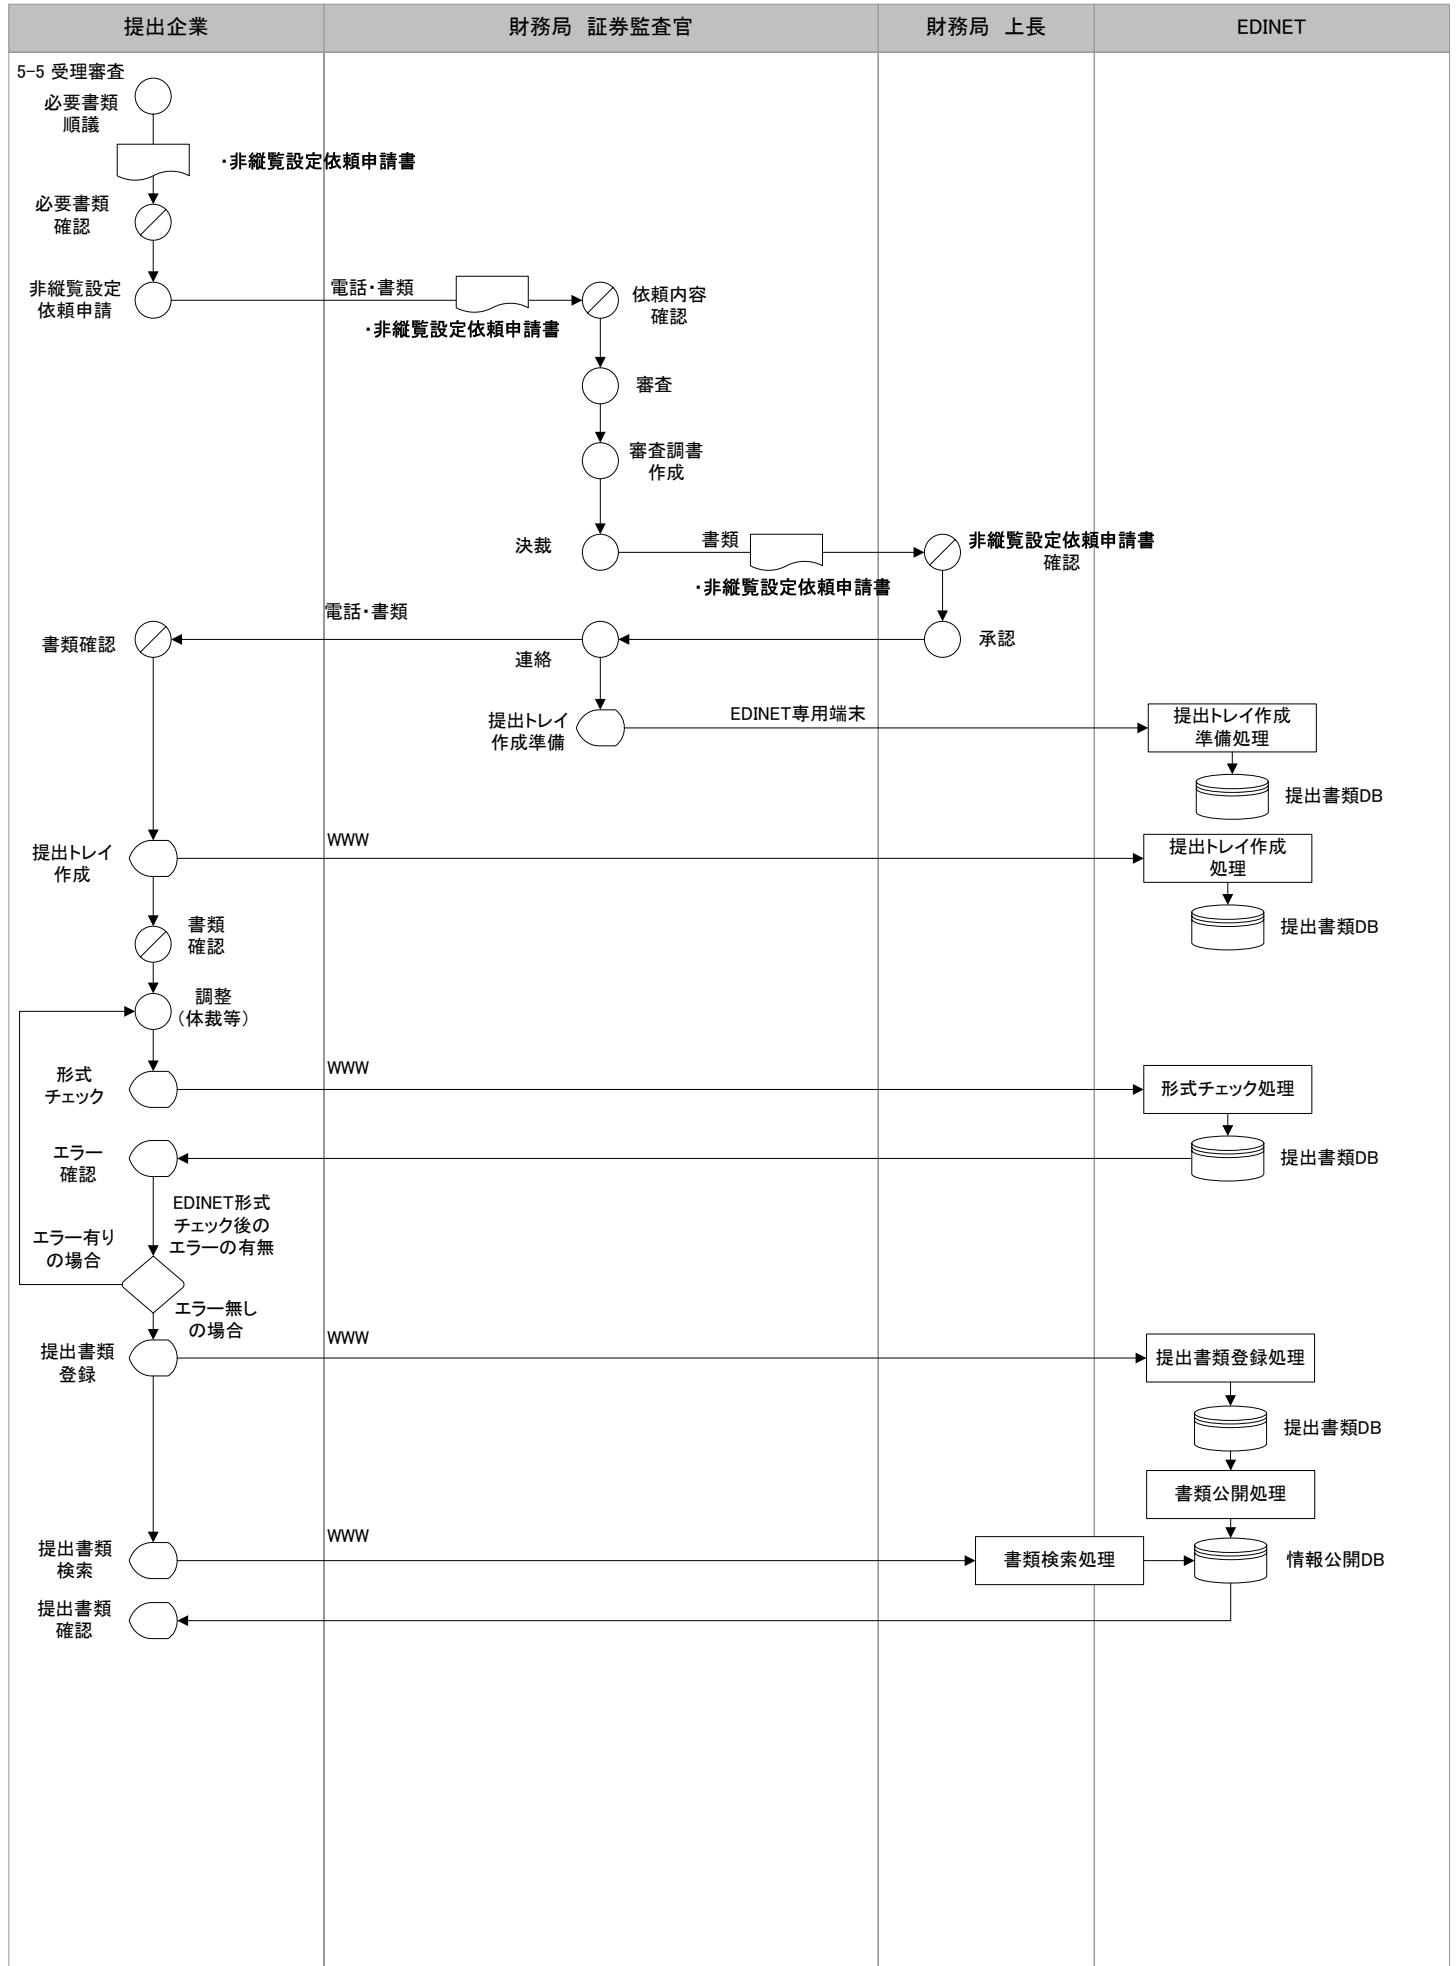 提出企業
財務局 証券監査官
財務局 上長
EDINET
5-5 受理審査
必要書類
順議
・非縦覧設定依頼申請書
必要書類
確認
非縦覧設定
依頼申請
電話・書類
・非縦覧設定依頼申請書
依頼内容
確認
審査
審査調書
作成
決裁
書類
・非縦覧設定依頼申請書
非縦覧設定依頼申請書
確認
電話・書類
書類確認
連絡
承認
提出トレイ
作成準備
EDINET専用端末
提出トレイ作成
準備処理
提出書類DB
提出トレイ
作成
WWW
提出トレイ作成
処理
提出書類DB
書類
確認
調整
(体裁等)
形式
チェック
WWW
形式チェック処理
エラー
確認
提出書類DB
EDINET形式
チェック後の
エラーの有無
エラー有り
の場合
エラー無し
の場合
提出書類
登録
WWW
提出書類登録処理
提出書類DB
書類公開処理
提出書類
検索
WWW
書類検索処理
情報公開DB
提出書類
確認